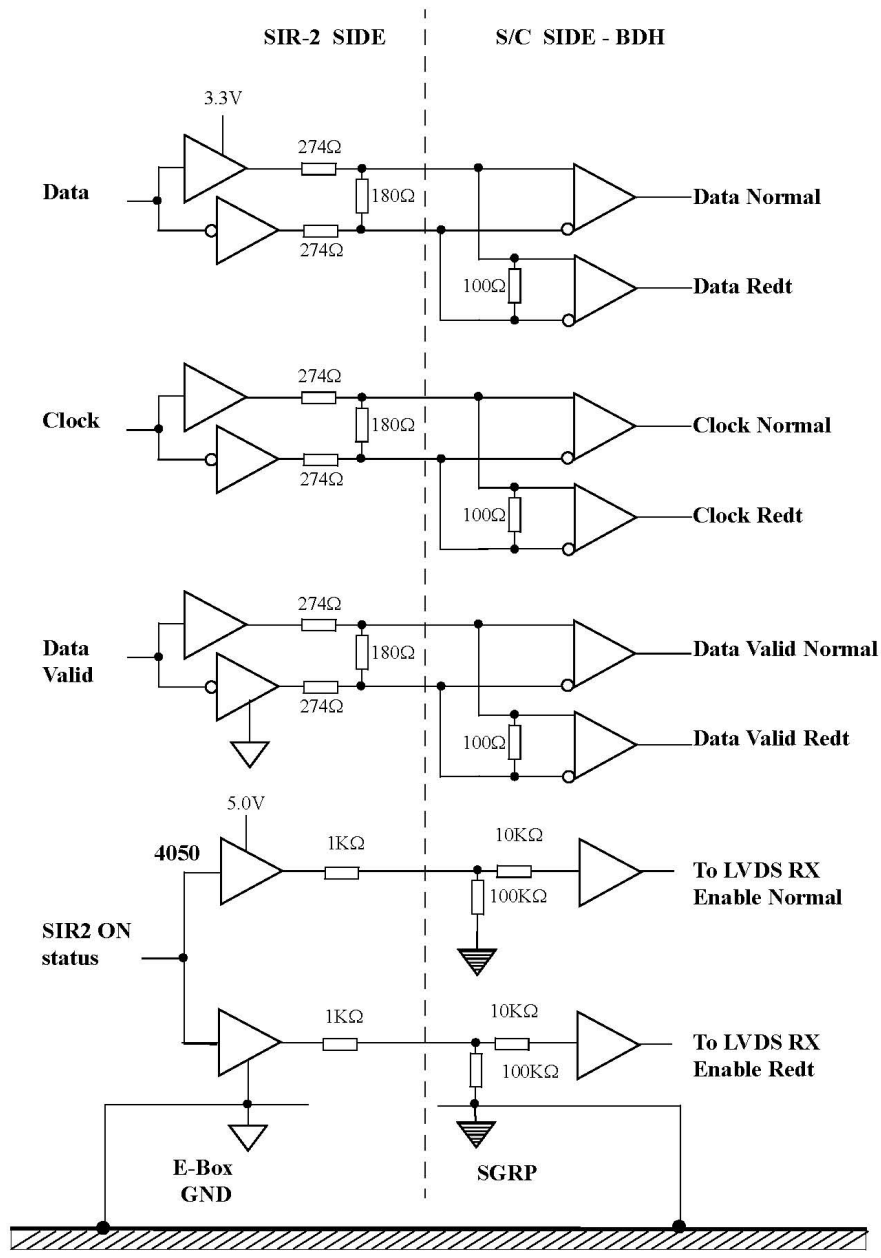 SIR-2 SIDE
S/C SIDE - BDH
3.3V
274Ω
Data
180Ω
Data Normal
274Ω
100Ω
Data Redt
274Ω
Clock
180Ω
Clock Normal
274Ω
100Ω
Clock Redt
274Ω
Data
Valid
180Ω
Data Valid Normal
274Ω
100Ω
Data Valid Redt
5.0V
4050
1KΩ
10KΩ
To LVDS RX
Enable Normal
100KΩ
SIR2 ON
status
1KΩ
10KΩ
To LVDS RX
Enable Redt
100KΩ
E-Box
GND
SGRP